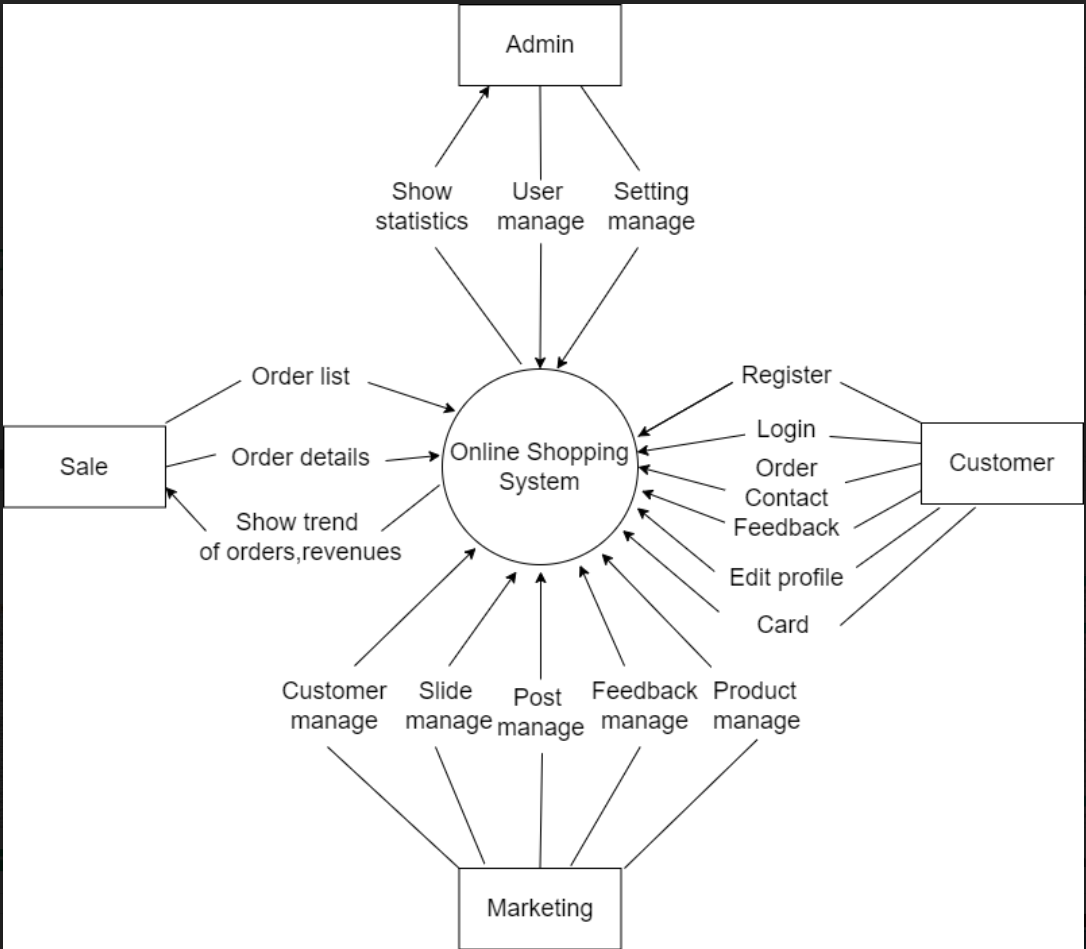 Admin
Show
statistics
User
manage
Setting
manage
Order list
Register
Login
Online Shopping
System
Sale
Order details
Customer
Order
Contact
Feedback
Show trend
of orders,revenues
Edit profile
Card
Customer
manage
Slide
manage
Post
manage
Feedback
manage
Product
manage
Marketing